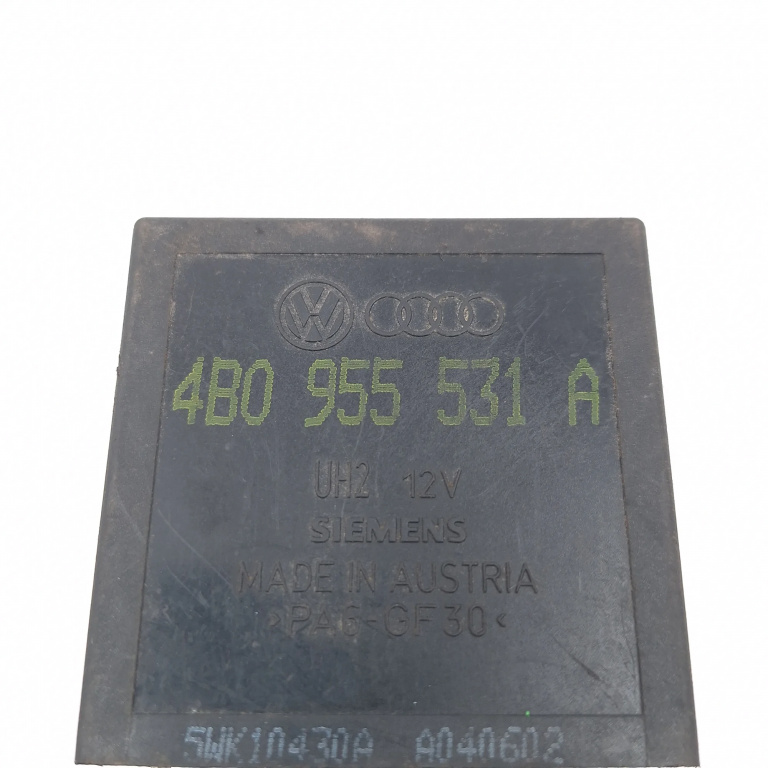 4B0 955 531 A
UH2 12V
SIEMENS
MADE IN AUSTRIA
>PA6-GF30<
5WK10430A A040602